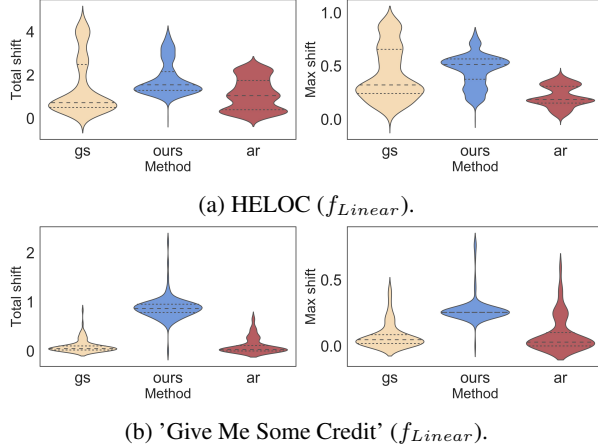 Total shift
4
2
0
gs ours ar
Method
Max shift
1.0
0.5
0.0
gs ours ar
Method
(a) HELOC (f_Linear).
Total shift
2
1
0
gs ours ar
Method
Max shift
0.5
0.0
gs ours ar
Method
(b) 'Give Me Some Credit' (f_Linear).